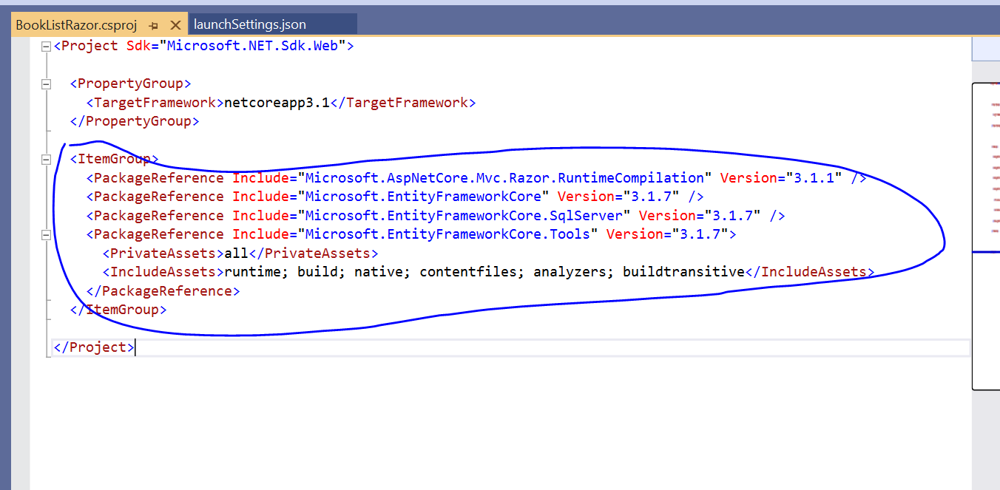 BookListRazor.csproj launchSettings.json
<Project Sdk="Microsoft.NET.Sdk.Web">
<PropertyGroup>
<TargetFramework>netcoreapp3.1</TargetFramework>
</PropertyGroup>
<ItemGroup>
<PackageReference Include="Microsoft.AspNetCore.Mvc.Razor.RuntimeCompilation" Version="3.1.1" />
<PackageReference Include="Microsoft.EntityFrameworkCore" Version="3.1.7" />
<PackageReference Include="Microsoft.EntityFrameworkCore.SqlServer" Version="3.1.7" />
<PackageReference Include="Microsoft.EntityFrameworkCore.Tools" Version="3.1.7">
<PrivateAssets>all</PrivateAssets>
<IncludeAssets>runtime; build; native; contentfiles; analyzers; buildtransitive</IncludeAssets>
</PackageReference>
</ItemGroup>
</Project>